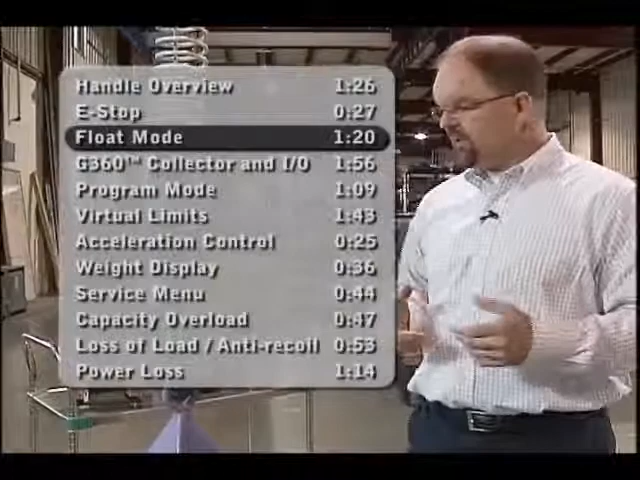 Handle Overview 1:26
E-Stop 0:27
Float Mode 1:20
G360™ Collector and I/O 1:56
Program Mode 1:09
Virtual Limits 1:43
Acceleration Control 0:25
Weight Display 0:36
Service Menu 0:44
Capacity Overload 0:47
Loss of Load / Anti-recoil 0:53
Power Loss 1:14